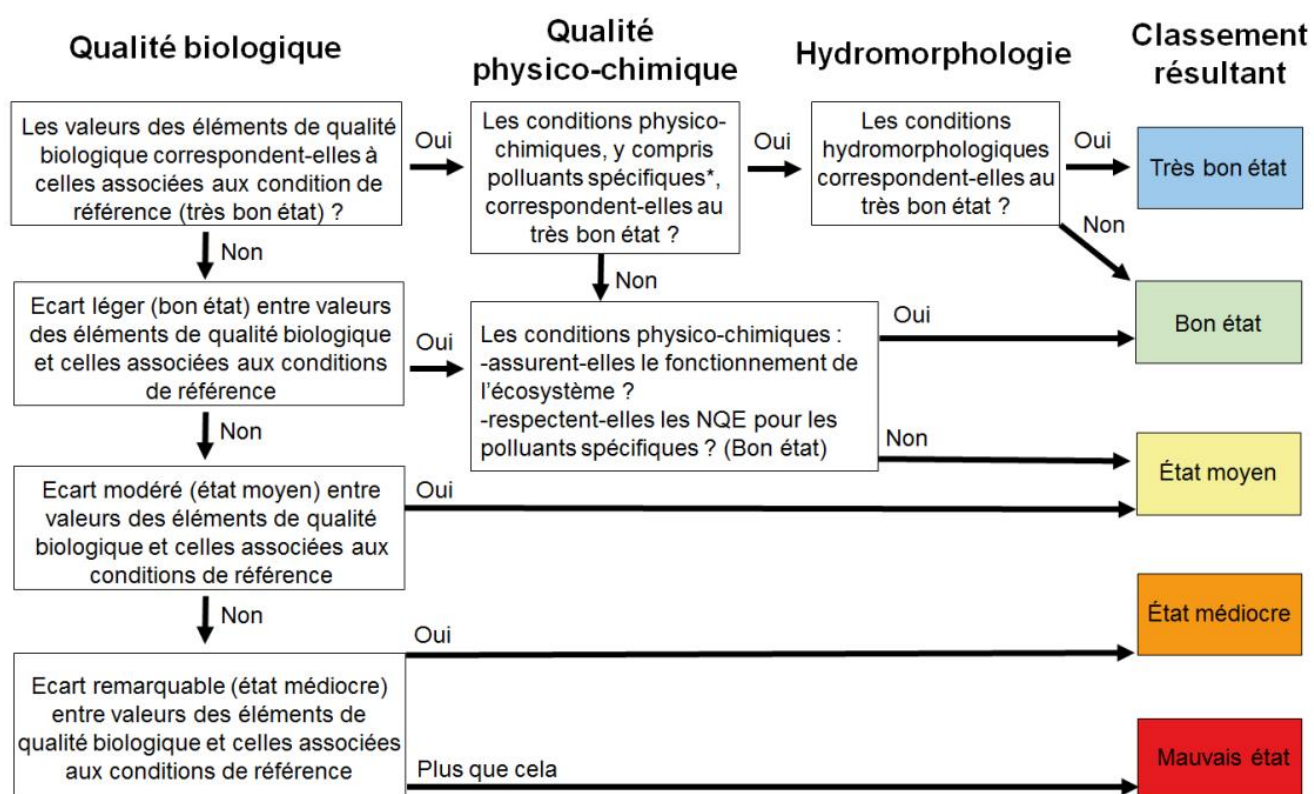 Qualité biologique
Qualité
physico-chimique
Hydromorphologie
Classement
résultant
Les valeurs des éléments de qualité
biologique correspondent-elles à
celles associées aux condition de
référence (très bon état) ?
Oui
Les conditions physico-
chimiques, y compris
polluants spécifiques*,
correspondent-elles au
très bon état ?
Oui
Les conditions
hydromorphologiques
correspondent-elles au
très bon état ?
Oui
Très bon état
Non
Non
Non
Ecart léger (bon état) entre valeurs
des éléments de qualité biologique
et celles associées aux conditions
de référence
Oui
Les conditions physico-chimiques :
-assurent-elles le fonctionnement de
l'écosystème ?
-respectent-elles les NQE pour les
polluants spécifiques ? (Bon état)
Oui
Bon état
Non
Non
Ecart modéré (état moyen) entre
valeurs des éléments de qualité
biologique et celles associées aux
conditions de référence
Oui
État moyen
Non
Ecart remarquable (état médiocre)
entre valeurs des éléments de
qualité biologique et celles associées
aux conditions de référence
Oui
État médiocre
Plus que cela
Mauvais état